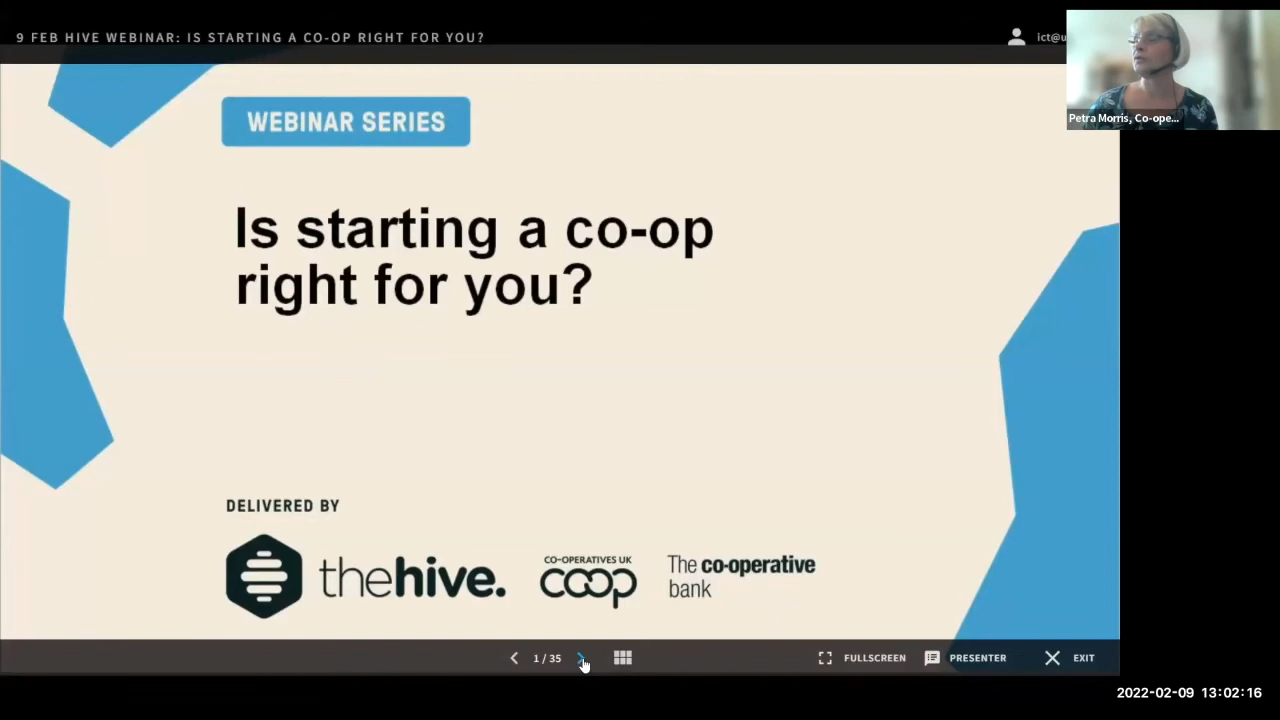 9 FEB HIVE WEBINAR: IS STARTING A CO-OP RIGHT FOR YOU?
ict@u
Petra Morris, Co-ope...
WEBINAR SERIES
Is starting a co-op
right for you?
DELIVERED BY
thehive.
CO-OPERATIVES UK
coop
The co-operative
bank
1 / 35
FULLSCREEN
PRESENTER
EXIT
2022-02-09 13:02:16